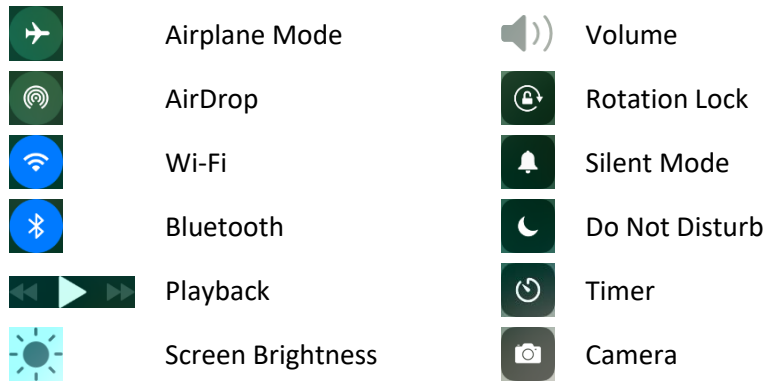 Airplane Mode
AirDrop
Wi-Fi
Bluetooth
Playback
Screen Brightness
Volume
Rotation Lock
Silent Mode
Do Not Disturb
Timer
Camera